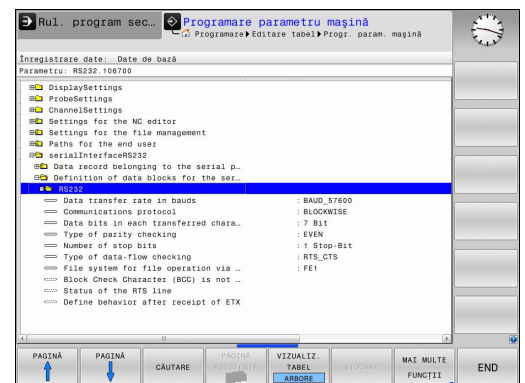 Rul. program sec…
Programare parametru maşină
Programare Editare tabel Progr. param. maşină
Înregistrare date: Date de bază
Parametru: RS232.106700
DisplaySettings
ProbeSettings
ChannelSettings
Settings for the NC editor
Settings for the file management
Paths for the end user
serialInterfaceRS232
Data record belonging to the serial p…
Definition of data blocks for the ser…
RS232
Data transfer rate in bauds : BAUD_57600
Communications protocol : BLOCKWISE
Data bits in each transferred chara… : 7 Bit
Type of parity checking : EVEN
Number of stop bits : 1 Stop-Bit
Type of data-flow checking : RTS_CTS
File system for file operation via … : FE1
Block Check Character (BCC) is not …
Status of the RTS line
Define behavior after receipt of ETX
PAGINĂ
PAGINĂ
CĂUTARE
PAGINĂ
ASISTENŢĂ
VIZUALIZ.
TABEL
ARBORE
STOCARE
MAI MULTE
FUNCŢII
END